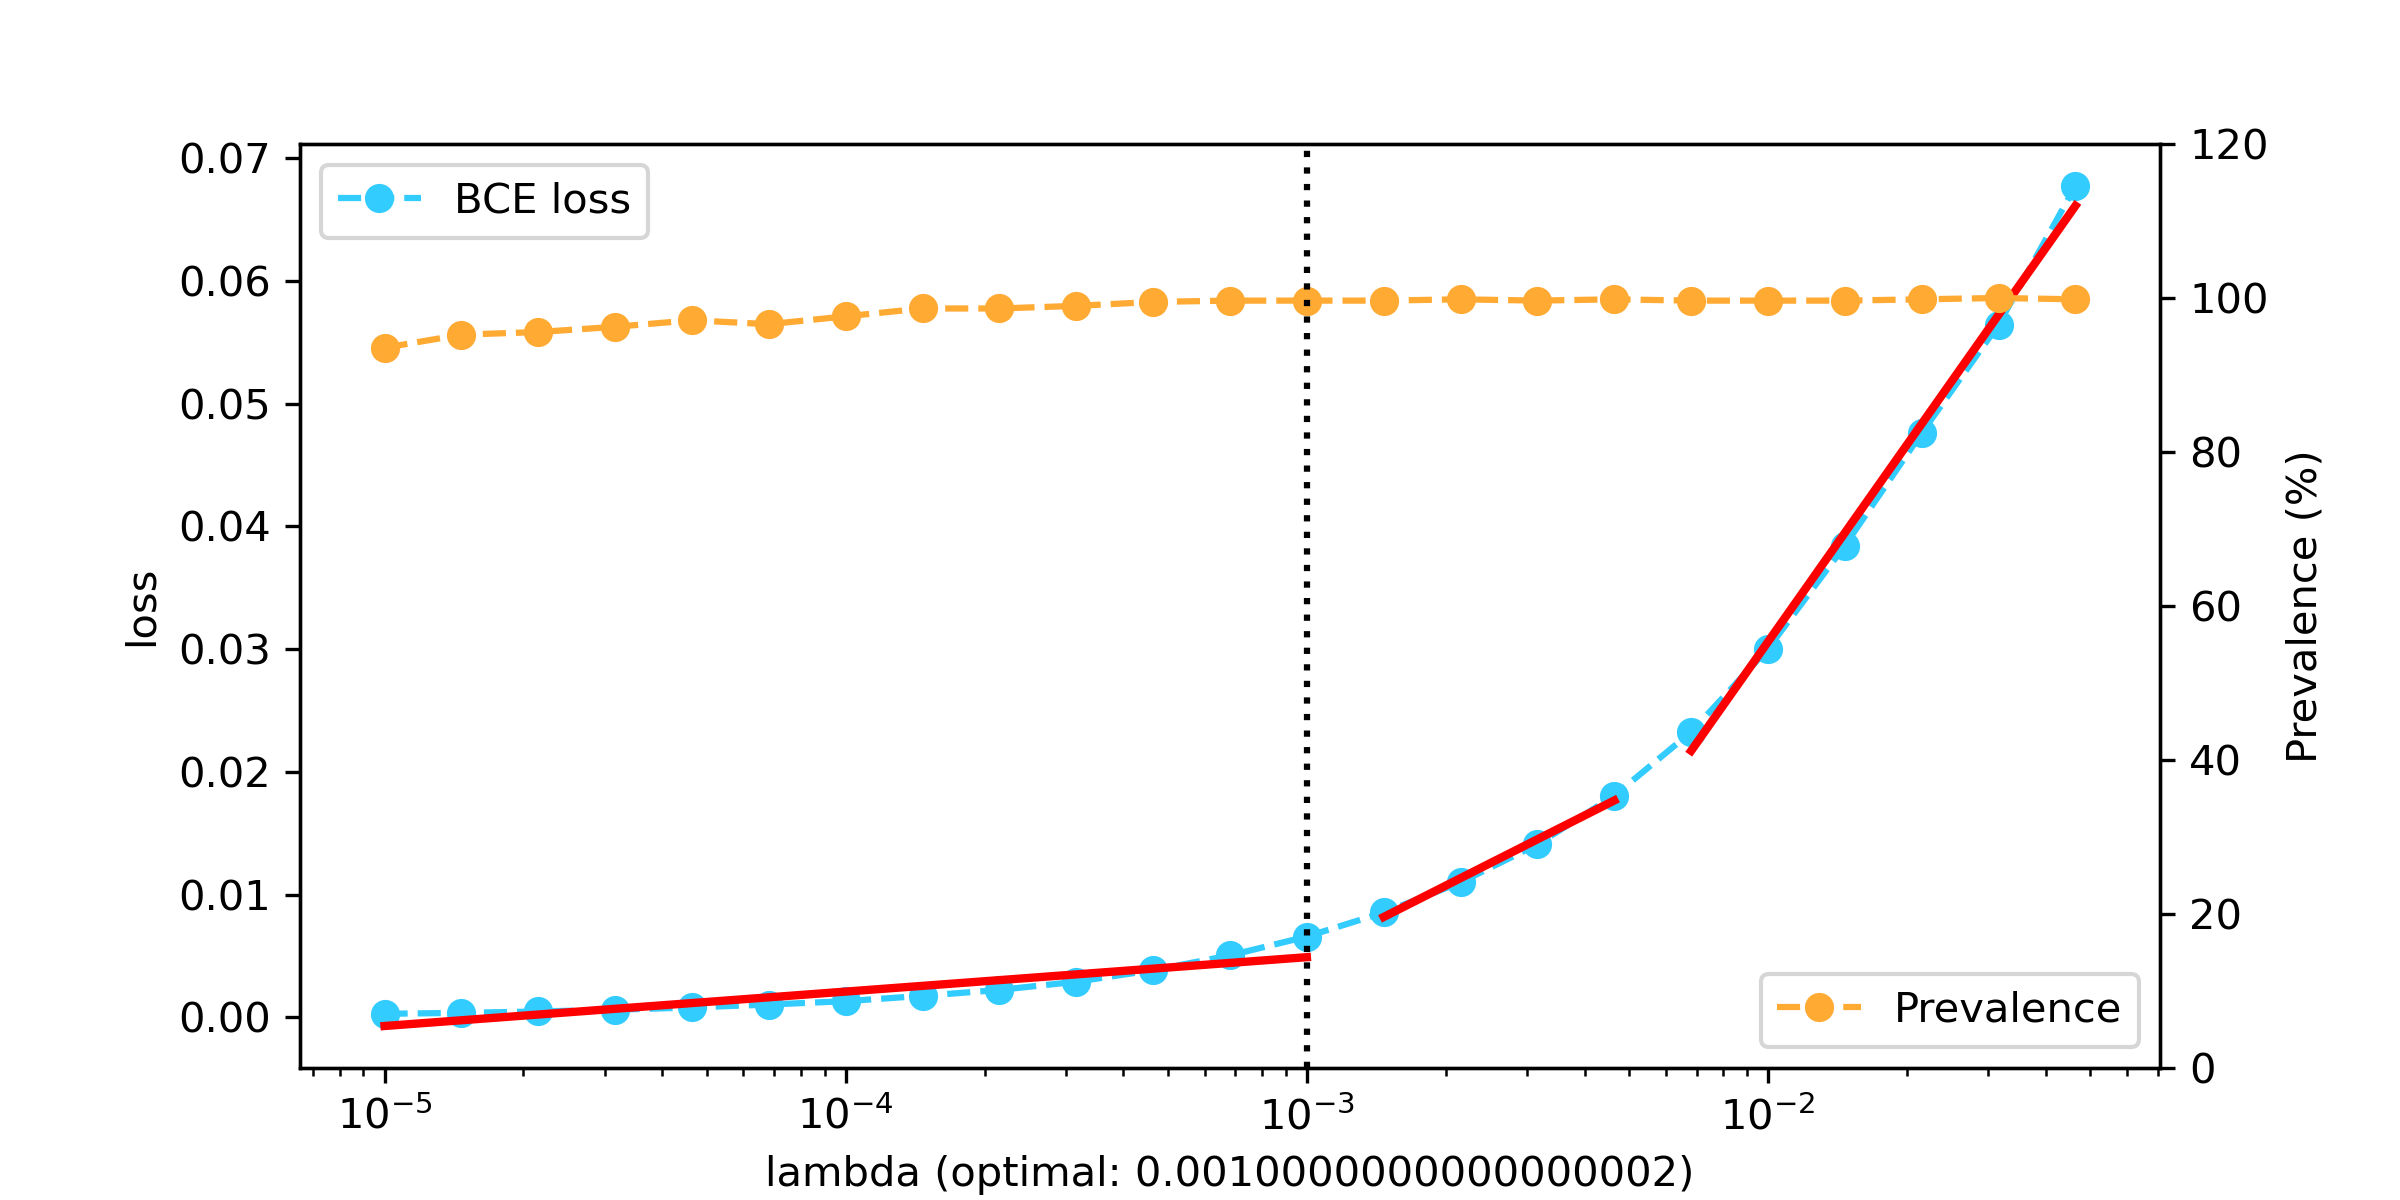 BCE loss
Prevalence
0.07
0.06
0.05
0.04
0.03
0.02
0.01
0.00
loss
120
100
80
60
40
20
0
Prevalence (%)
10⁻⁵ 10⁻⁴ 10⁻³ 10⁻²
lambda (optimal: 0.0010000000000000002)